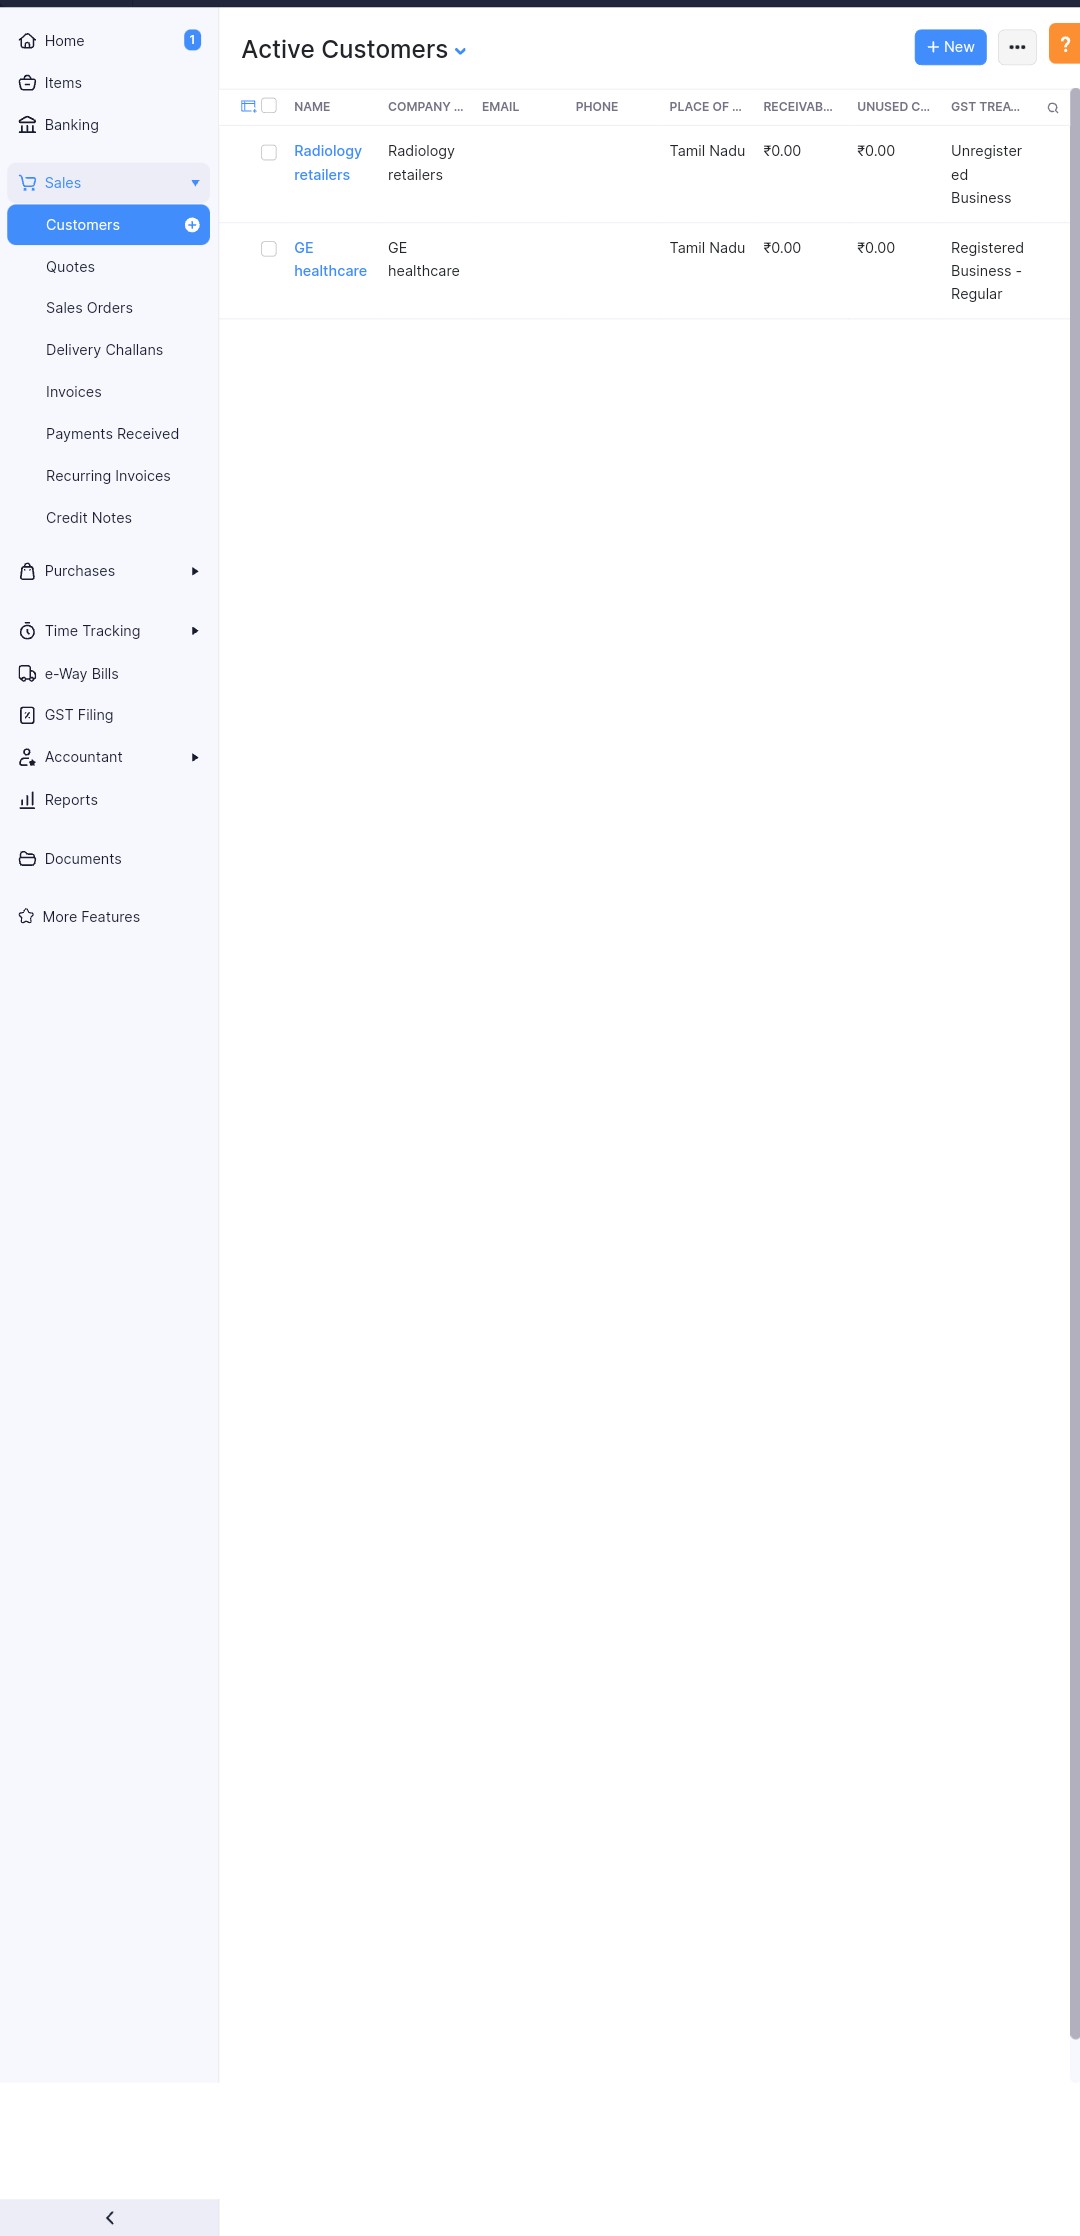 Home
1
Items
Banking
Sales
Customers
Quotes
Sales Orders
Delivery Challans
Invoices
Payments Received
Recurring Invoices
Credit Notes
Purchases
Time Tracking
e-Way Bills
GST Filing
Accountant
Reports
Documents
More Features
Active Customers
+ New
?
NAME COMPANY ... EMAIL PHONE PLACE OF ... RECEIVAB... UNUSED C... GST TREA...
Radiology Radiology Tamil Nadu ₹0.00 ₹0.00 Unregister
retailers retailers ed
Business
GE GE Tamil Nadu ₹0.00 ₹0.00 Registered
healthcare healthcare Business -
Regular